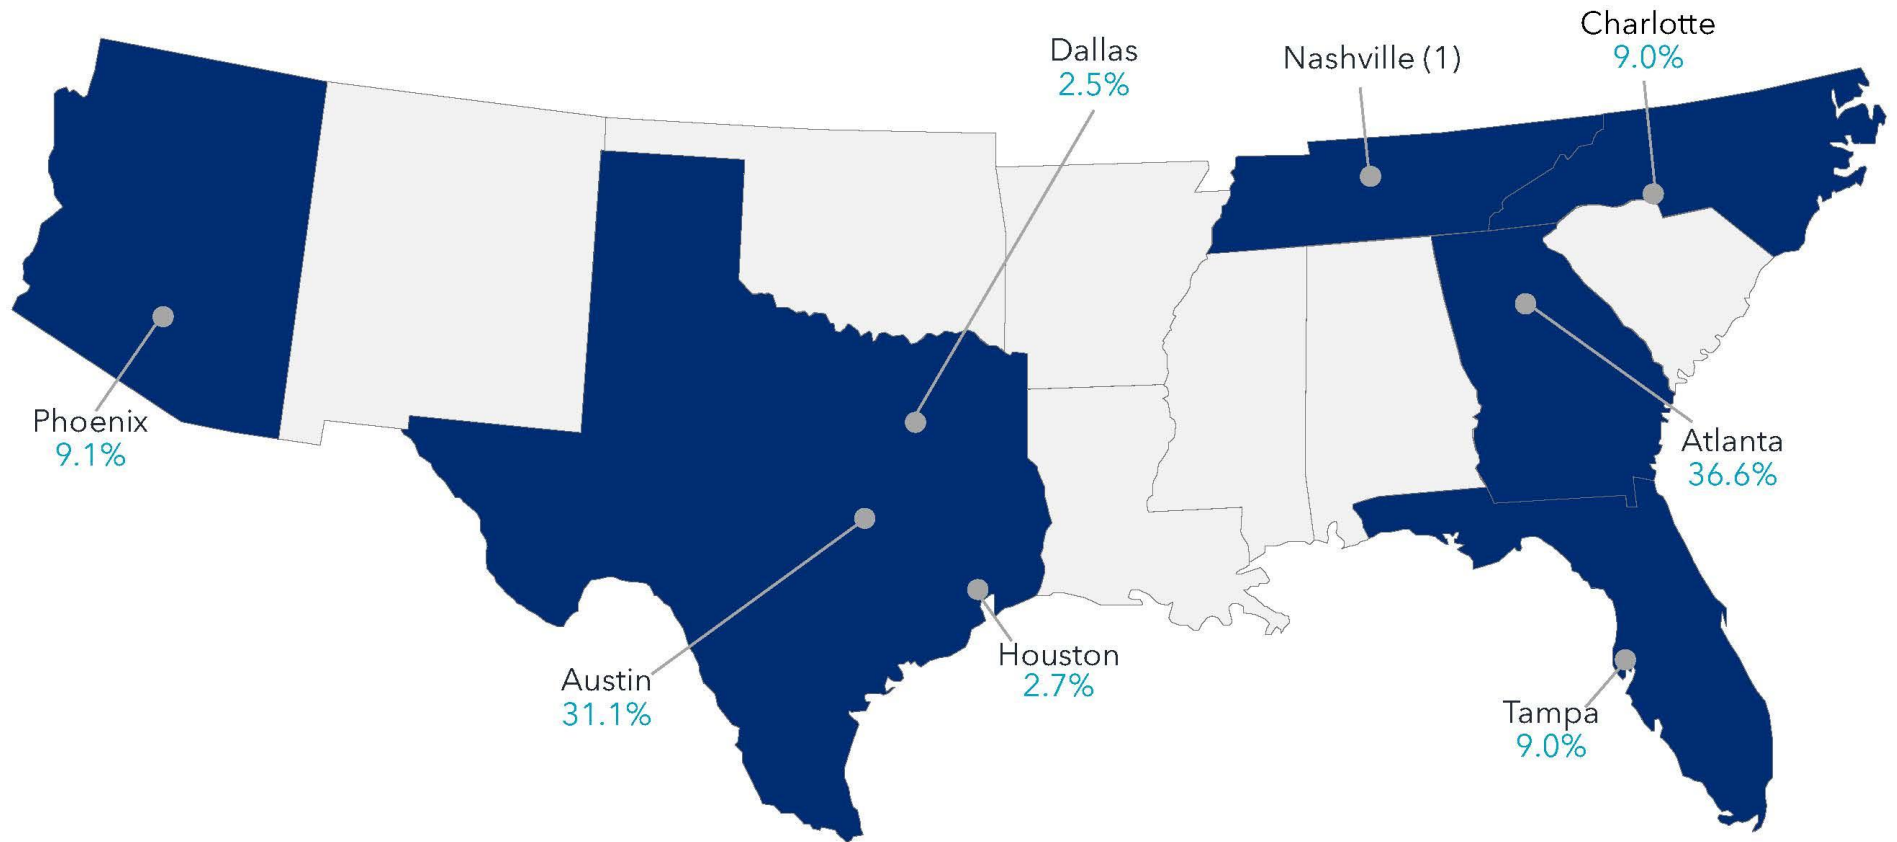 Charlotte
9.0%
Dallas
2.5%
Nashville (1)
Phoenix
9.1%
Atlanta
36.6%
Houston
2.7%
Austin
31.1%
Tampa
9.0%